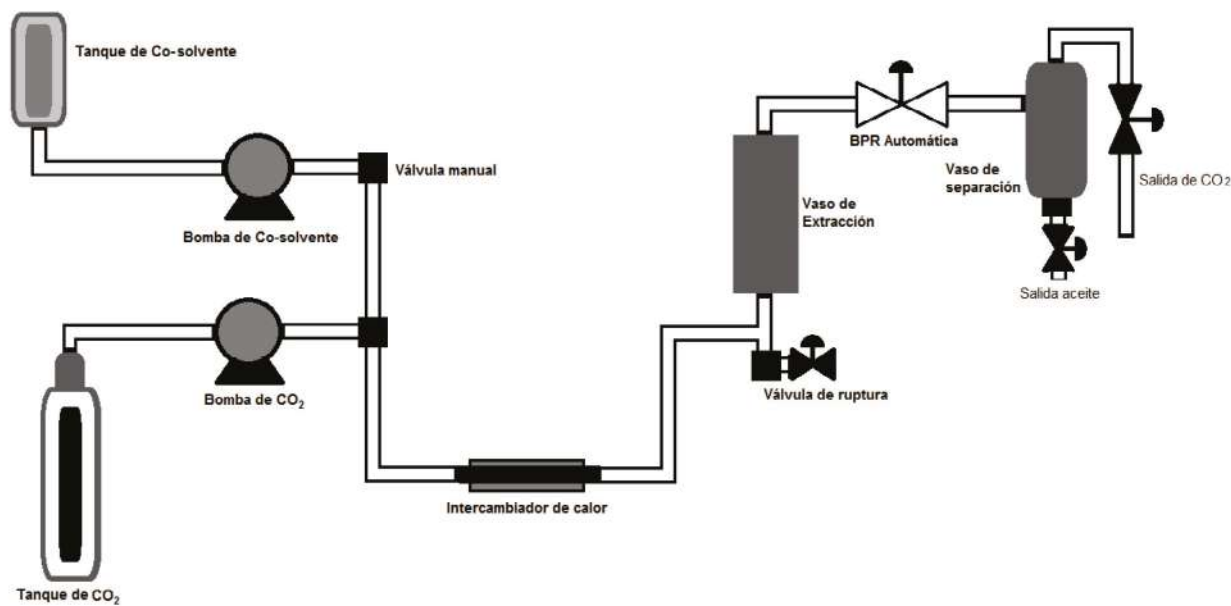 Tanque de Co-solvente
Bomba de Co-solvente
Válvula manual
Bomba de CO₂
Tanque de CO₂
Intercambiador de calor
Vaso de
Extracción
Válvula de ruptura
BPR Automática
Vaso de
separación
Salida de CO₂
Salida aceite